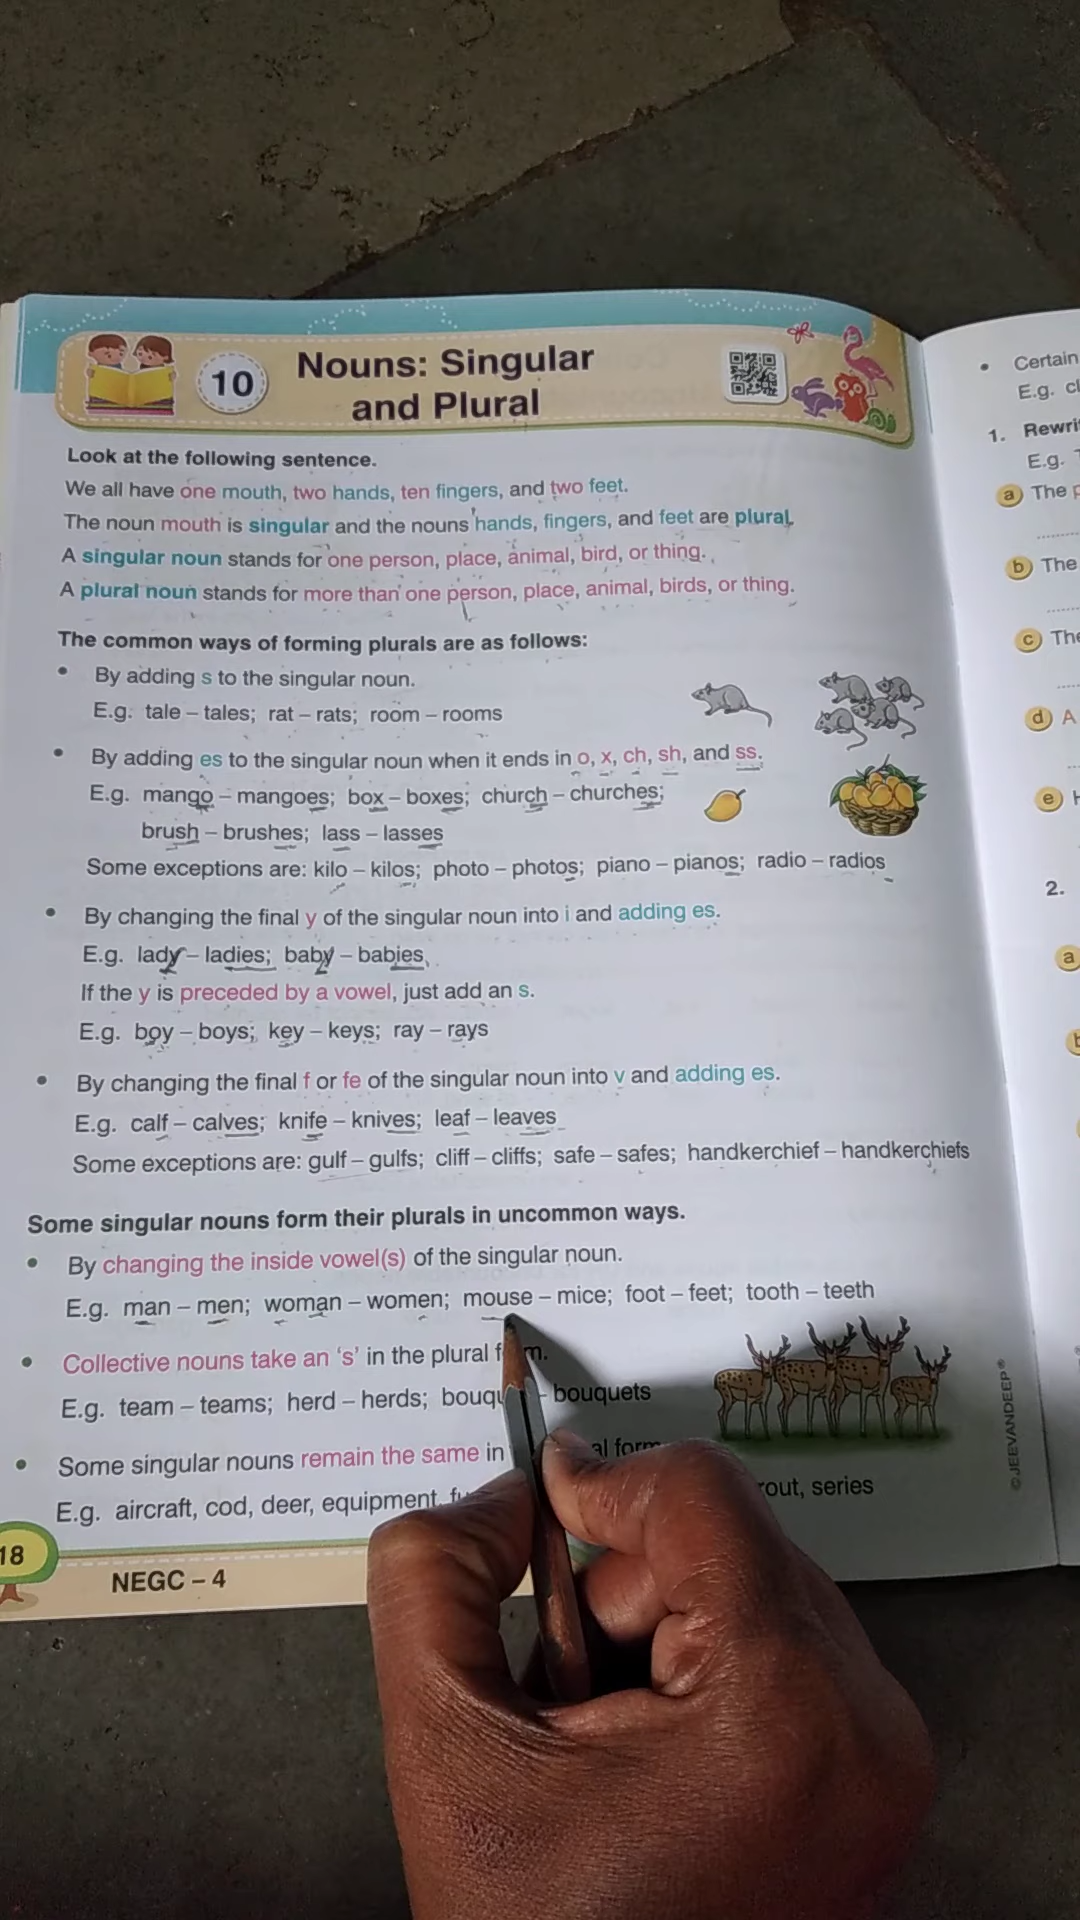 10
Nouns: Singular
and Plural
Look at the following sentence.
We all have one mouth, two hands, ten fingers, and two feet.
The noun mouth is singular and the nouns hands, fingers, and feet are plural.
A singular noun stands for one person, place, animal, bird, or thing.
A plural noun stands for more than one person, place, animal, birds, or thing.
The common ways of forming plurals are as follows:
• By adding s to the singular noun.
E.g. tale – tales; rat – rats; room – rooms
• By adding es to the singular noun when it ends in o, x, ch, sh, and ss.
E.g. mango – mangoes; box – boxes; church – churches;
brush – brushes; lass – lasses
Some exceptions are: kilo – kilos; photo – photos; piano – pianos; radio – radios
• By changing the final y of the singular noun into i and adding es.
E.g. lady – ladies; baby – babies
If the y is preceded by a vowel, just add an s.
E.g. boy – boys; key – keys; ray – rays
• By changing the final f or fe of the singular noun into v and adding es.
E.g. calf – calves; knife – knives; leaf – leaves
Some exceptions are: gulf – gulfs; cliff – cliffs; safe – safes; handkerchief – handkerchiefs
Some singular nouns form their plurals in uncommon ways.
• By changing the inside vowel(s) of the singular noun.
E.g. man – men; woman – women; mouse – mice; foot – feet; tooth – teeth
• Collective nouns take an 's' in the plural
E.g. team – teams; herd – herds; – bouquets
• Some singular nouns remain the same in
E.g. aircraft, cod, deer, equipment, series
18
NEGC – 4
©JEEVANDEEP®
• Certain
E.g.
1.
E.g.
a The
b The
c The
d A
e
2.
a